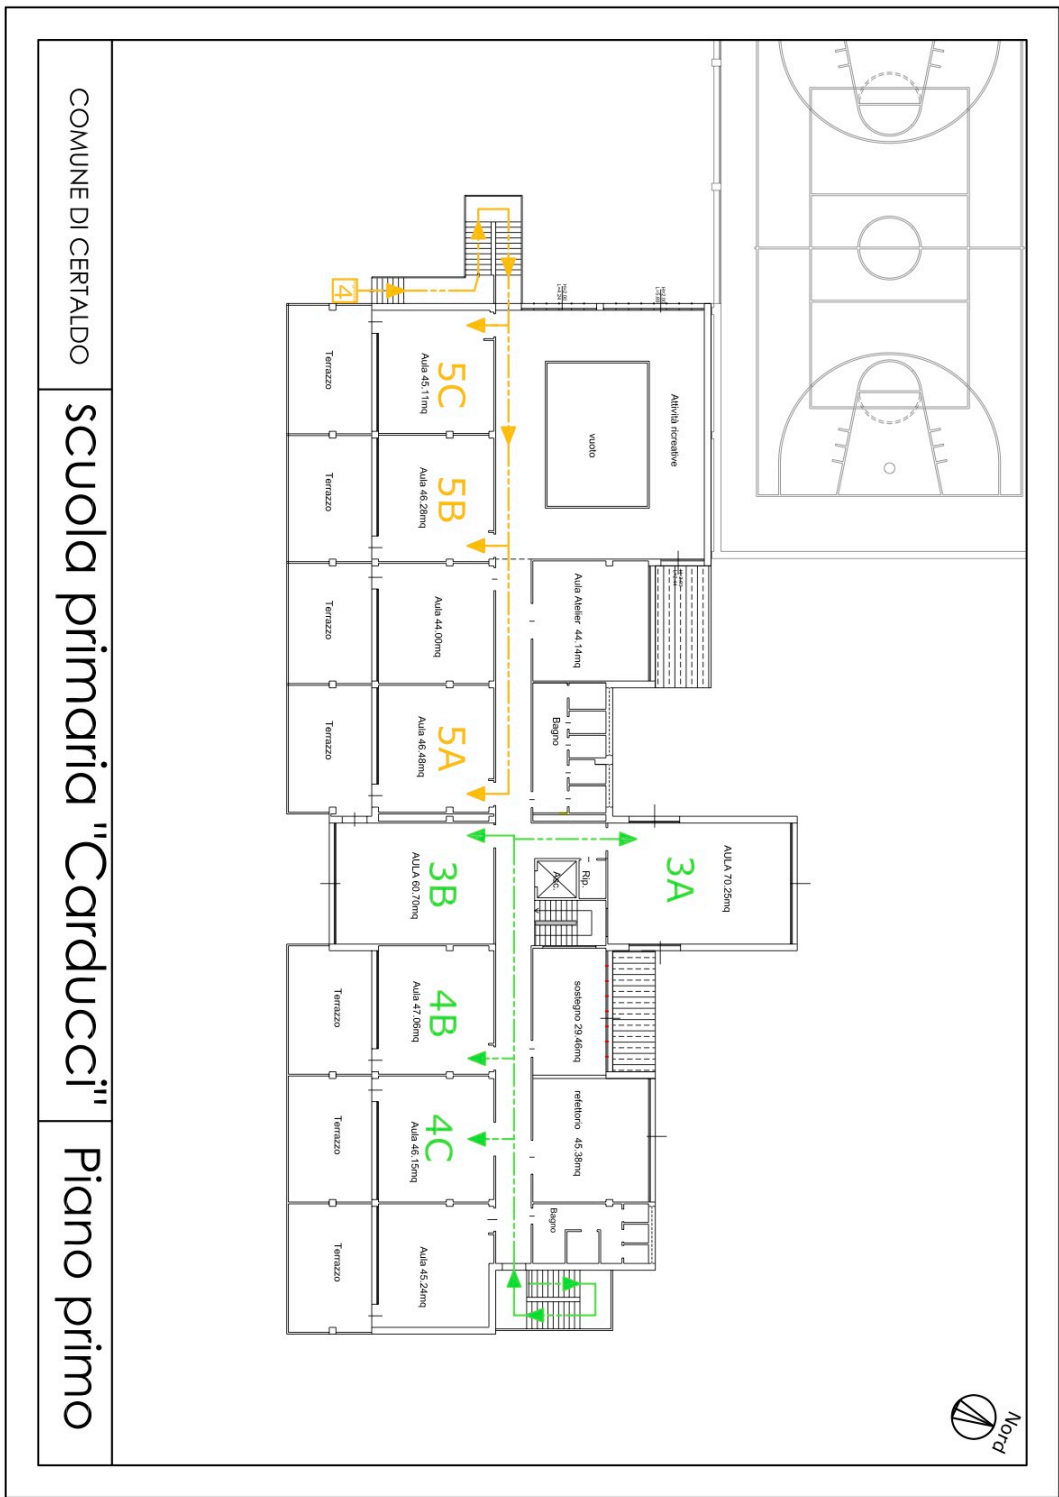 COMUNE DI CERTALDO
scuola primaria "Carducci"
Piano primo
Nord
4
Attività ricreative
vuoto
Aula Atelier 44.14mq
Bagno
AULA 70.25mq
3A
Rip.
Asc.
sostegno 29.46mq
refettorio 45.38mq
Bagno
5C
Aula 45.11mq
5B
Aula 46.28mq
Aula 44.00mq
5A
Aula 46.48mq
3B
AULA 60.70mq
4B
Aula 47.06mq
4C
Aula 46.15mq
Aula 45.24mq
Terrazzo
Terrazzo
Terrazzo
Terrazzo
Terrazzo
Terrazzo
Terrazzo